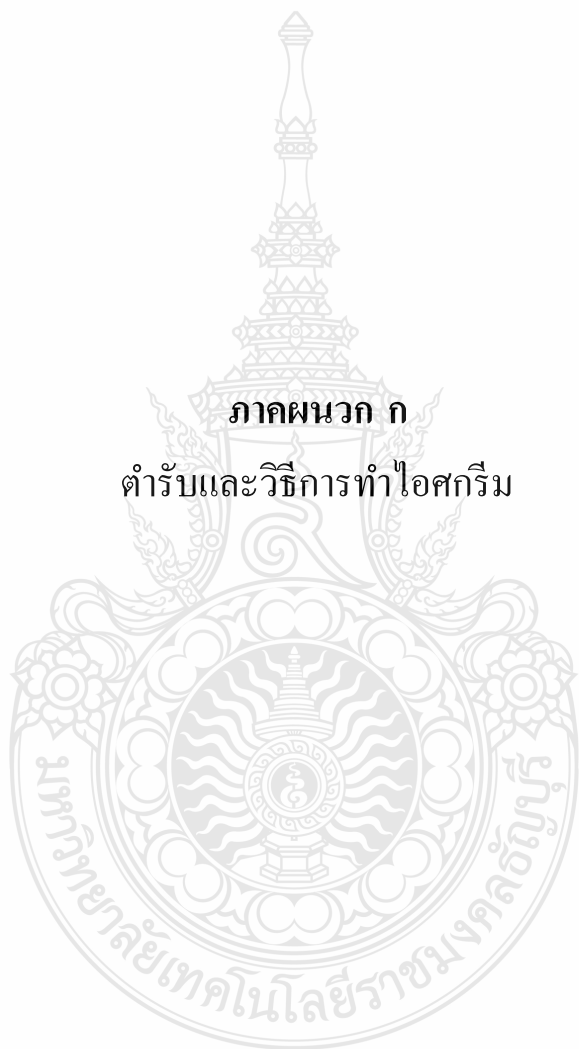 ภาคผนวก ก
ตำรับและวิธีการทำไอศกรีม
มหาวิทยาลัยเทคโนโลยีราชมงคลธัญบุรี